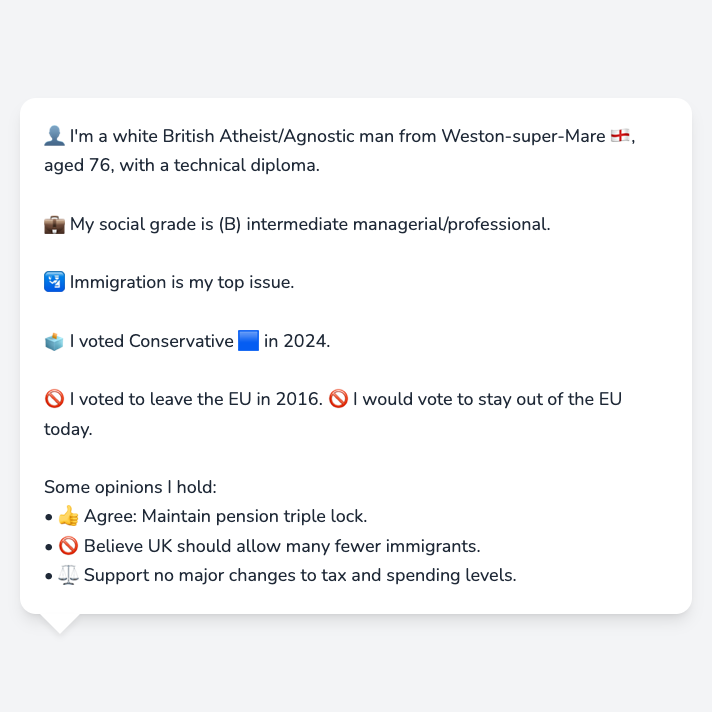 👤 I'm a white British Atheist/Agnostic man from Weston-super-Mare 🏴󠁧󠁢󠁥󠁮󠁧󠁿,
aged 76, with a technical diploma.
💼 My social grade is (B) intermediate managerial/professional.
🛂 Immigration is my top issue.
🗳️ I voted Conservative 🟦 in 2024.
🚫 I voted to leave the EU in 2016. 🚫 I would vote to stay out of the EU
today.
Some opinions I hold:
• 👍 Agree: Maintain pension triple lock.
• 🚫 Believe UK should allow many fewer immigrants.
• ⚖️ Support no major changes to tax and spending levels.